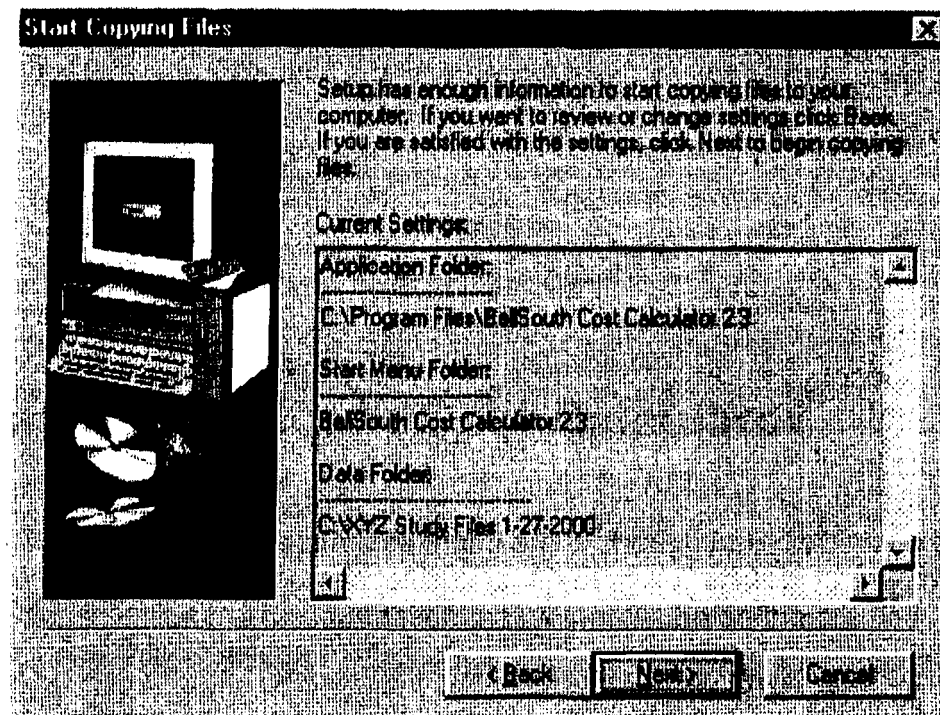 Start Copying Files
Setup has enough information to start copying files to your
computer. If you want to review or change settings click Back.
If you are satisfied with the settings, click Next to begin copying
files.
Current Settings:
Application Folder:
C:\Program Files\BellSouth Cost Calculator 2.3
Start Menu Folder:
BellSouth Cost Calculator 2.3
Data Folder:
C:\XYZ Study Files 1-27-2000
< Back
Next >
Cancel